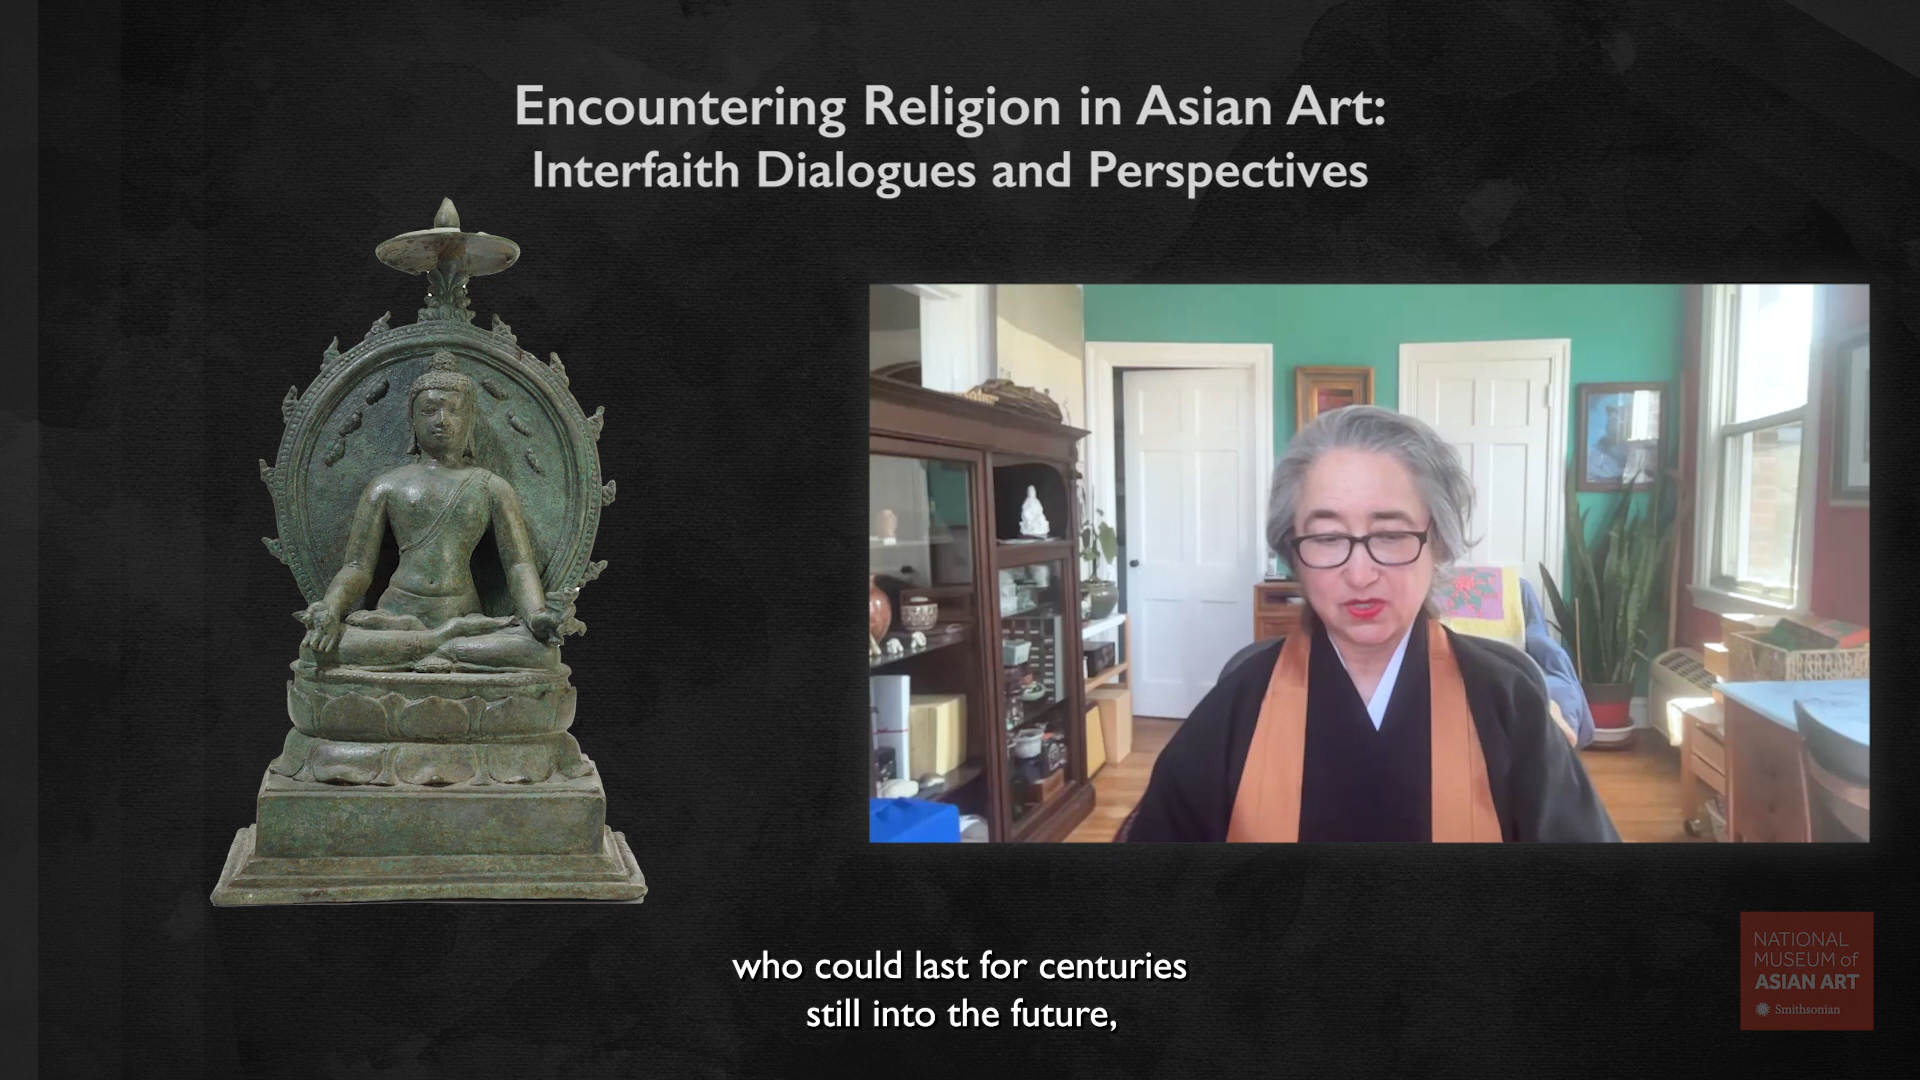 Encountering Religion in Asian Art:
Interfaith Dialogues and Perspectives
who could last for centuries
still into the future,
NATIONAL
MUSEUM of
ASIAN ART
Smithsonian